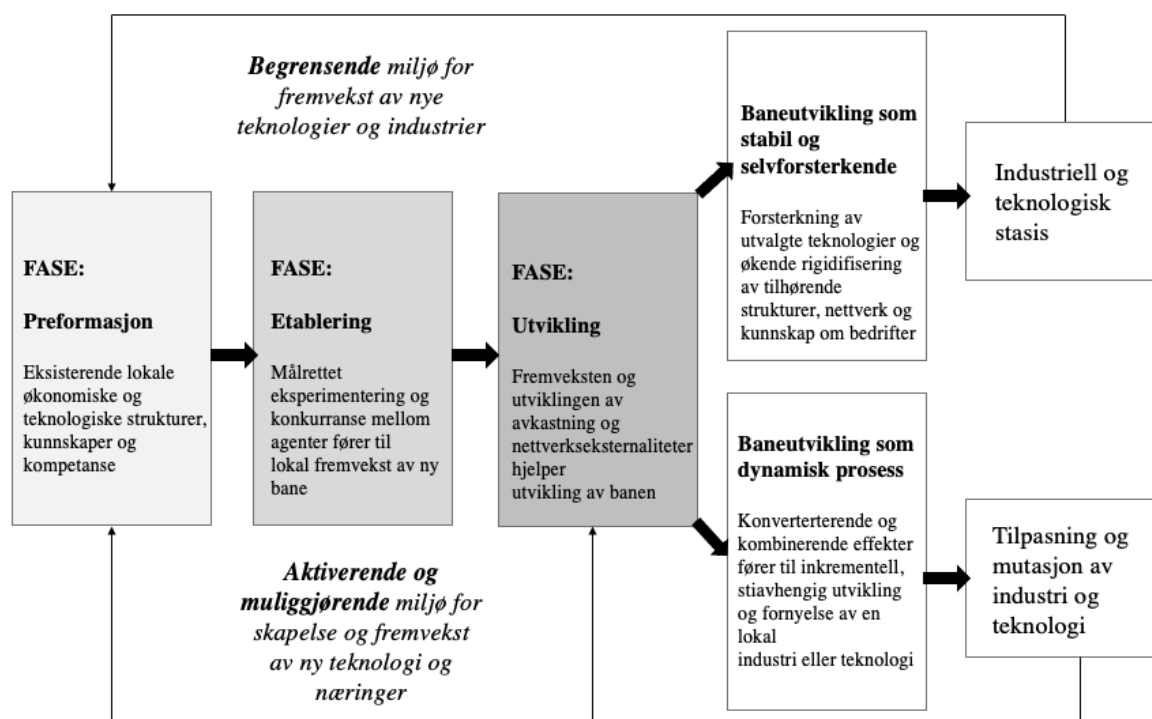 Begrensende miljø for
fremvekst av nye
teknologier og industrier
FASE:
Preformasjon
Eksisterende lokale
økonomiske og
teknologiske strukturer,
kunnskaper og
kompetanse
FASE:
Etablering
Målrettet
eksperimentering og
konkurranse mellom
agenter fører til
lokal fremvekst av ny
bane
FASE:
Utvikling
Fremveksten og
utviklingen av
avkastning og
nettverkseksternaliteter
hjelper
utvikling av banen
Baneutvikling som
stabil og
selvforsterkende
Forsterkning av
utvalgte teknologier og
økende rigidifisering
av tilhørende
strukturer, nettverk og
kunnskap om bedrifter
Industriell og
teknologisk
stasis
Baneutvikling som
dynamisk prosess
Konverterterende og
kombinerende effekter
fører til inkrementell,
stiavhengig utvikling
og fornyelse av en
lokal
industri eller teknologi
Tilpasning og
mutasjon av
industri og
teknologi
Aktiverende og
muliggjørende miljø for
skapelse og fremvekst
av ny teknologi og
næringer